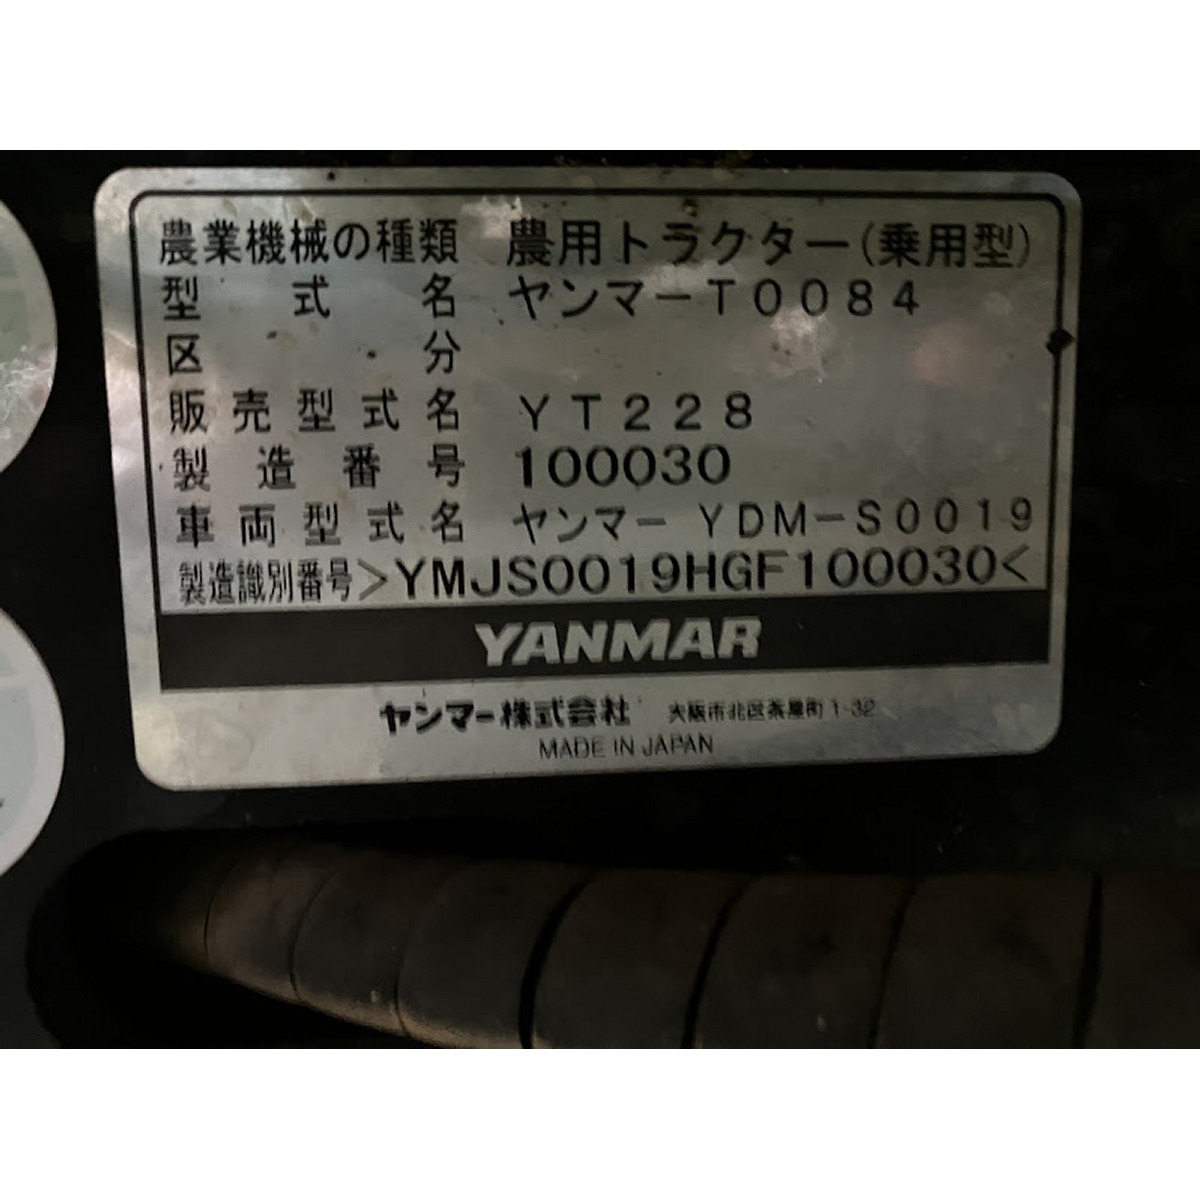 農業機械の種類 農用トラクター(乗用型)
型式名 ヤンマーT0084
区分
販売型式名 YT228
製造番号 100030
車両型式名 ヤンマー YDM-S0019
製造識別番号 >YMJS0019HGF100030<
YANMAR
ヤンマー株式会社 大阪市北区茶屋町1-32
MADE IN JAPAN